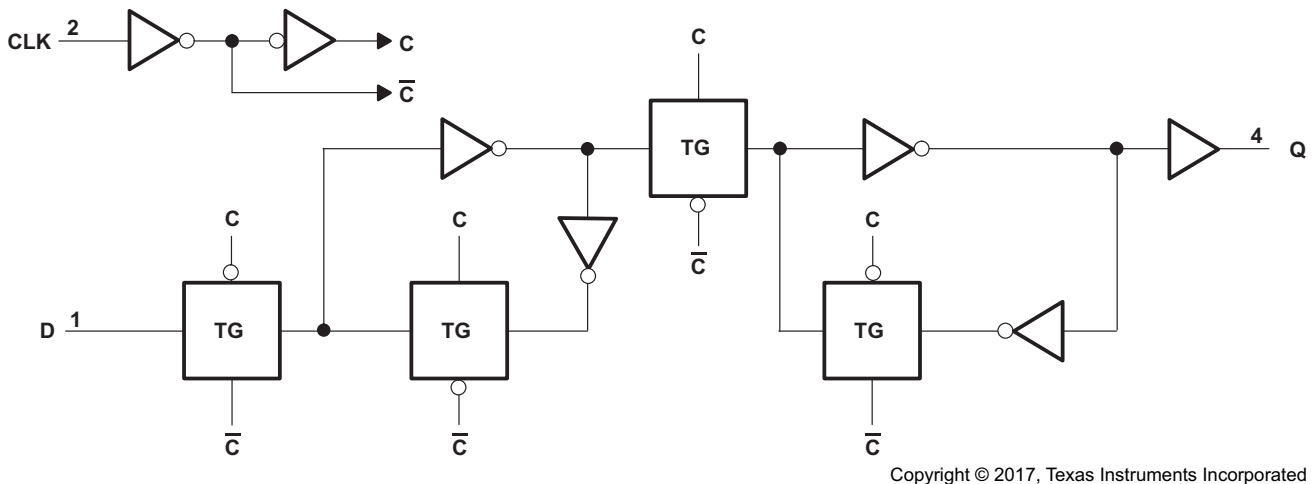 CLK 2
C
C̅
C
TG
C̅
4
Q
C
C
C
D 1
TG
TG
TG
C̅
C̅
C̅
Copyright © 2017, Texas Instruments Incorporated